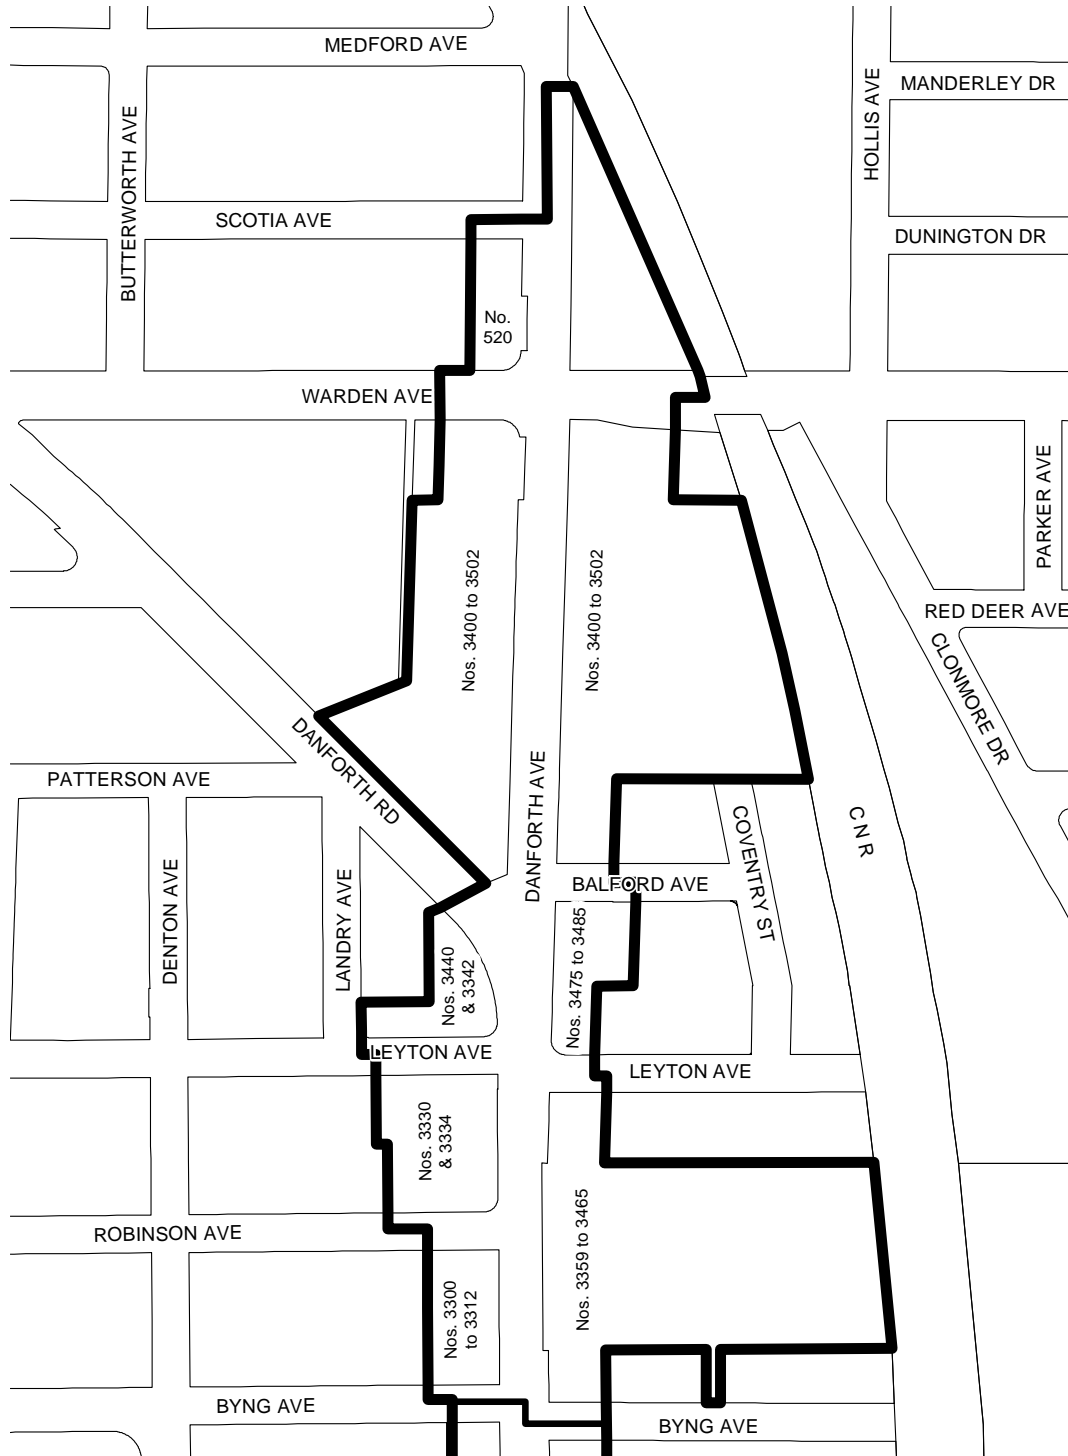 MEDFORD AVE
MANDERLEY DR
HOLLIS AVE
BUTTERWORTH AVE
SCOTIA AVE
DUNINGTON DR
No.
520
WARDEN AVE
PARKER AVE
Nos. 3400 to 3502
Nos. 3400 to 3502
RED DEER AVE
CLONMORE DR
DANFORTH RD
PATTERSON AVE
DANFORTH AVE
COVENTRY ST
C N R
DENTON AVE
LANDRY AVE
BALFORD AVE
Nos. 3440
& 3342
Nos. 3475 to 3485
LEYTON AVE
LEYTON AVE
Nos. 3330
& 3334
ROBINSON AVE
Nos. 3359 to 3465
Nos. 3300
to 3312
BYNG AVE
BYNG AVE